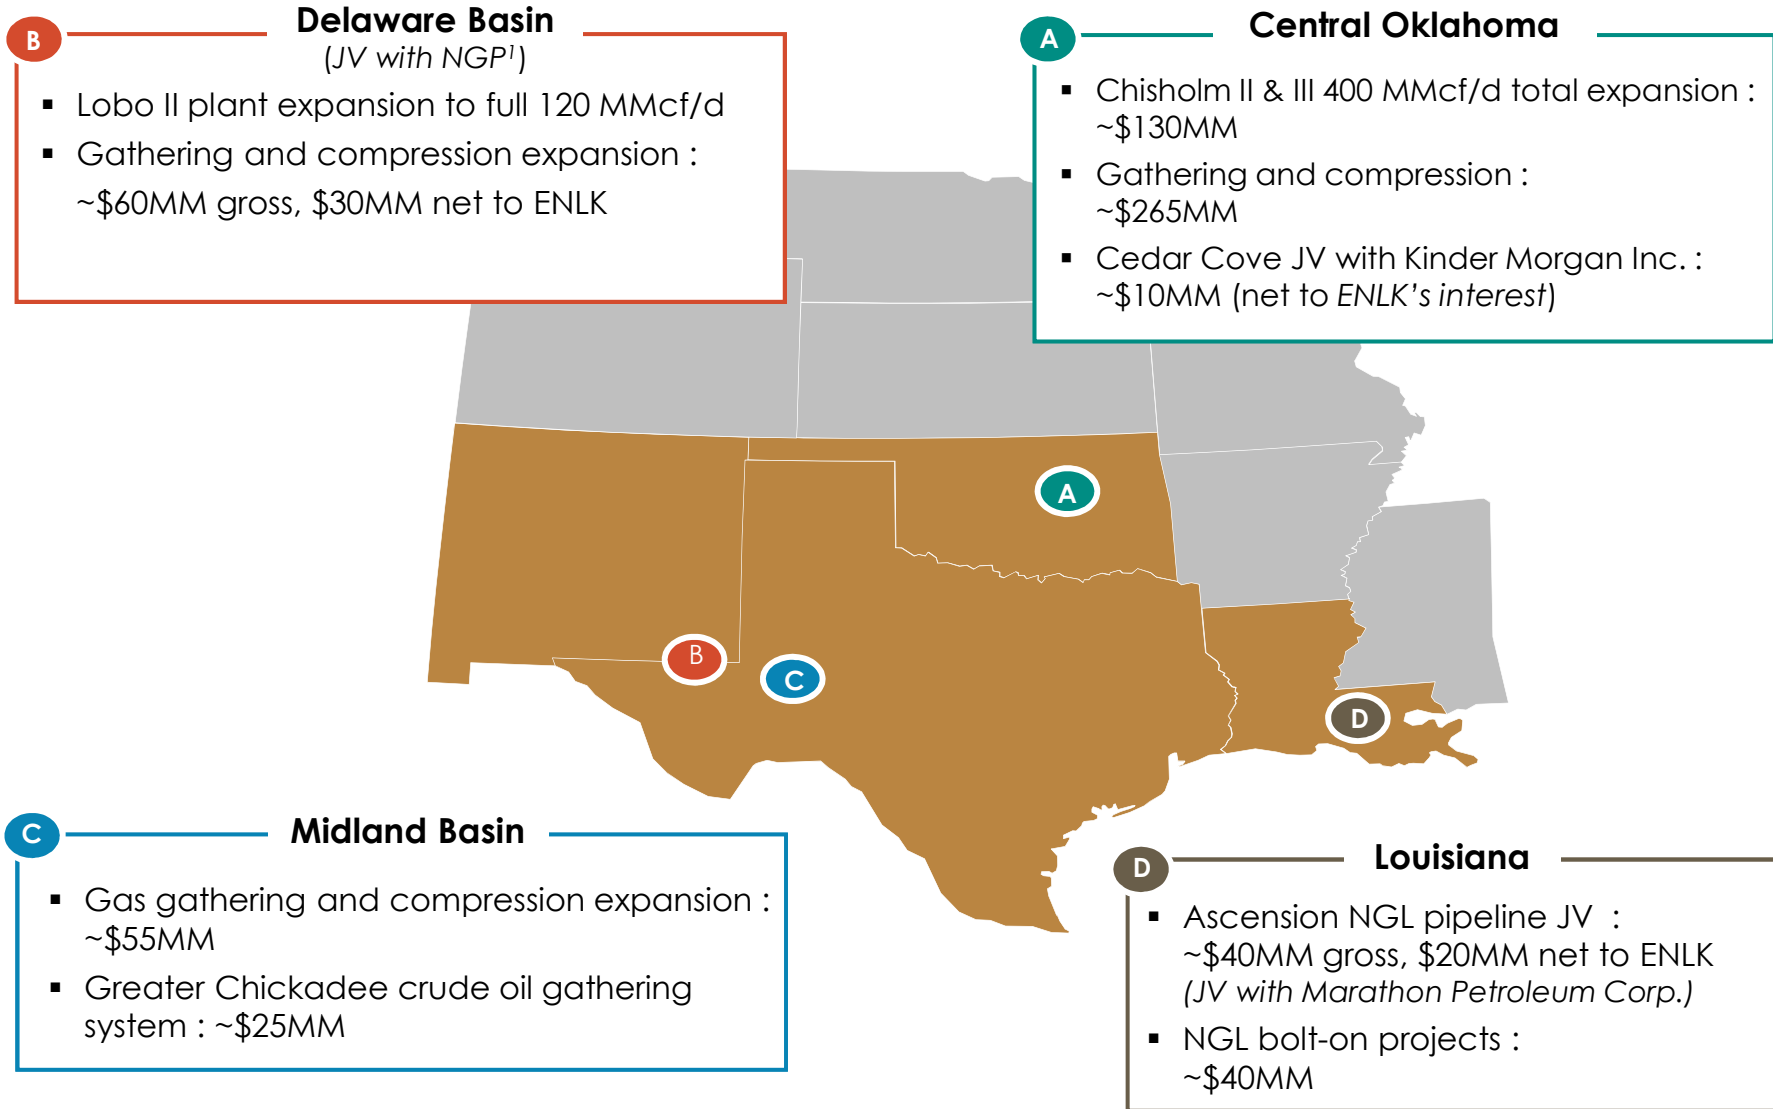 B
Delaware Basin
(JV with NGP¹)
▪ Lobo II plant expansion to full 120 MMcf/d
▪ Gathering and compression expansion :
~$60MM gross, $30MM net to ENLK
A
Central Oklahoma
▪ Chisholm II & III 400 MMcf/d total expansion :
~$130MM
▪ Gathering and compression :
~$265MM
▪ Cedar Cove JV with Kinder Morgan Inc. :
~$10MM (net to ENLK's interest)
A
B
C
D
C
Midland Basin
▪ Gas gathering and compression expansion :
~$55MM
▪ Greater Chickadee crude oil gathering
system : ~$25MM
D
Louisiana
▪ Ascension NGL pipeline JV :
~$40MM gross, $20MM net to ENLK
(JV with Marathon Petroleum Corp.)
▪ NGL bolt-on projects :
~$40MM